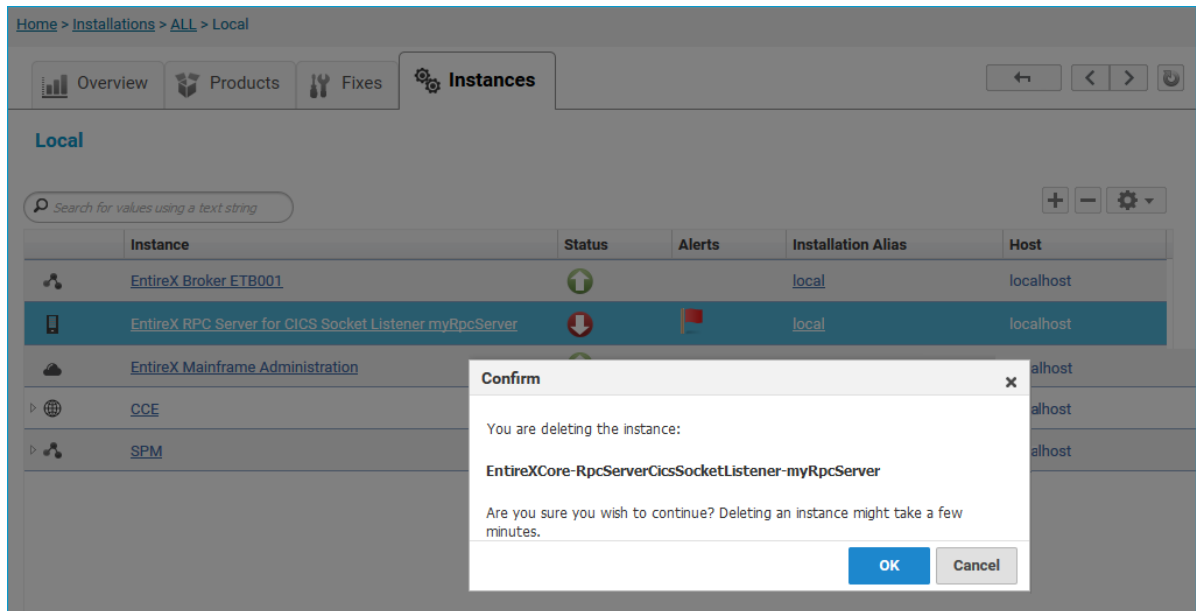 Home > Installations > ALL > Local
Overview Products Fixes Instances
Local
Search for values using a text string
Instance Status Alerts Installation Alias Host
EntireX Broker ETB001 local localhost
EntireX RPC Server for CICS Socket Listener myRpcServer local localhost
EntireX Mainframe Administration alhost
CCE alhost
SPM alhost
Confirm
You are deleting the instance:
EntireXCore-RpcServerCicsSocketListener-myRpcServer
Are you sure you wish to continue? Deleting an instance might take a few
minutes.
OK Cancel